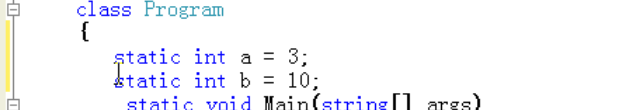 class Program
{
static int a = 3;
static int b = 10;
static void Main(string[] args)